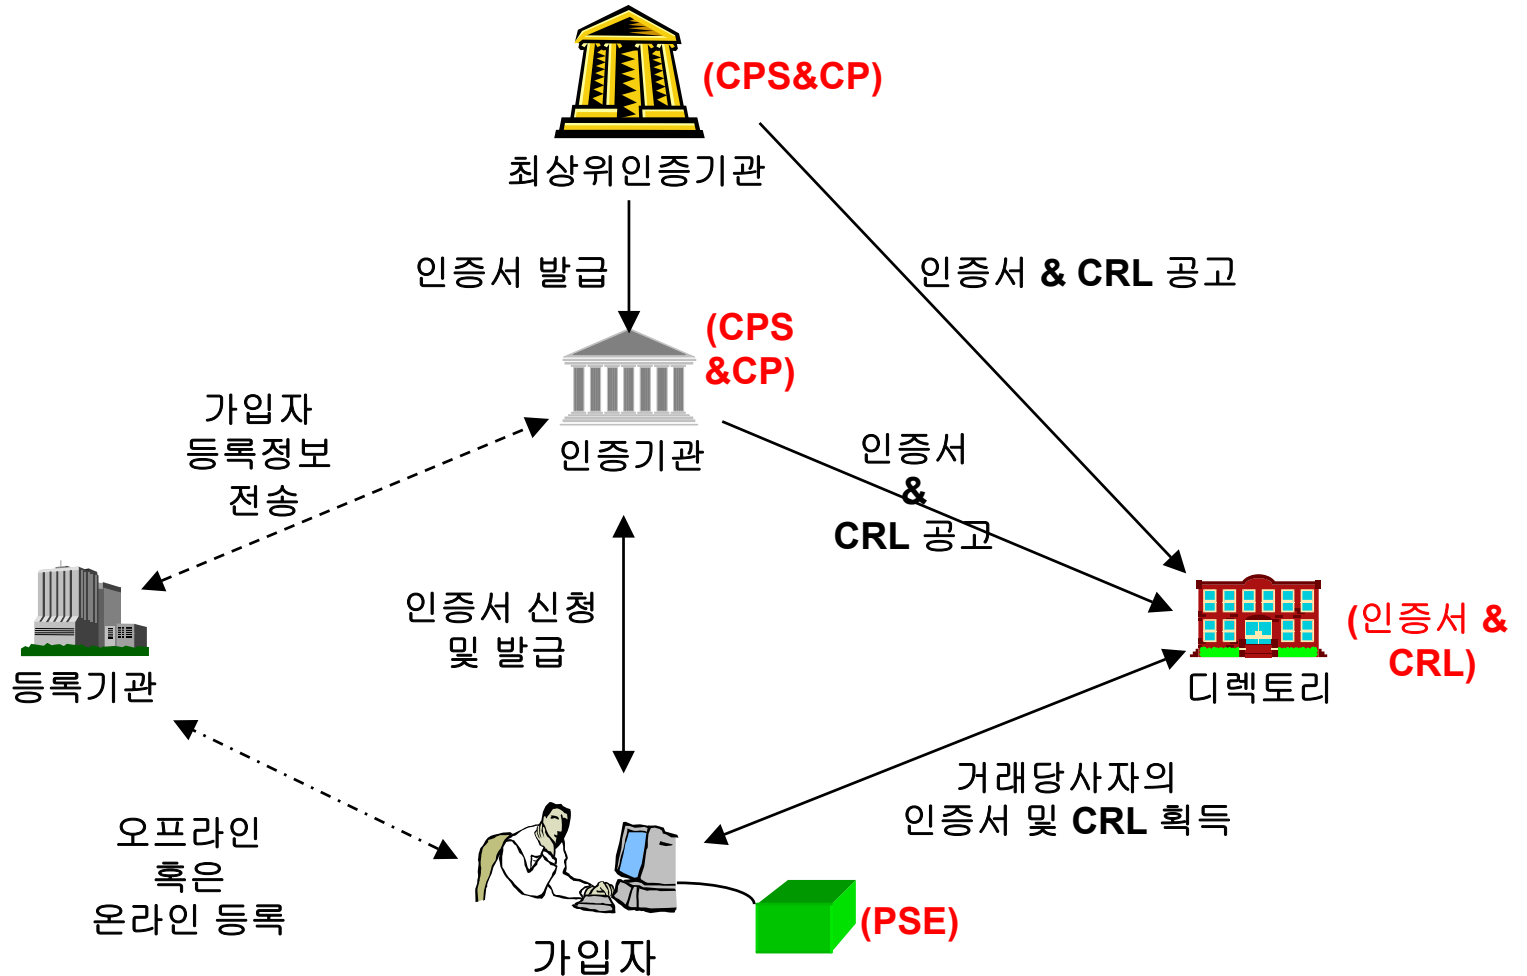 (CPS&CP)
최상위인증기관
인증서 발급
인증서 & CRL 공고
(CPS
&CP)
인증기관
가입자
등록정보
전송
인증서
&
CRL 공고
등록기관
인증서 신청
및 발급
디렉토리
(인증서 &
CRL)
거래당사자의
인증서 및 CRL 획득
오프라인
혹은
온라인 등록
가입자
(PSE)